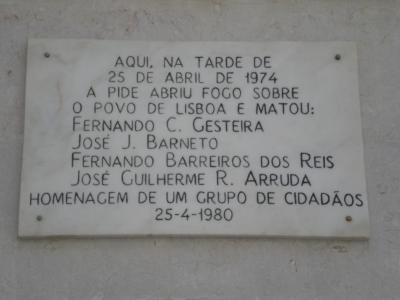 AQUI, NA TARDE DE
25 DE ABRIL DE 1974
A PIDE ABRIU FOGO SOBRE
O POVO DE LISBOA E MATOU:
FERNANDO C. GESTEIRA
JOSÉ J. BARNETO
FERNANDO BARREIROS DOS REIS
JOSÉ GUILHERME R. ARRUDA
HOMENAGEM DE UM GRUPO DE CIDADÃOS
25-4-1980